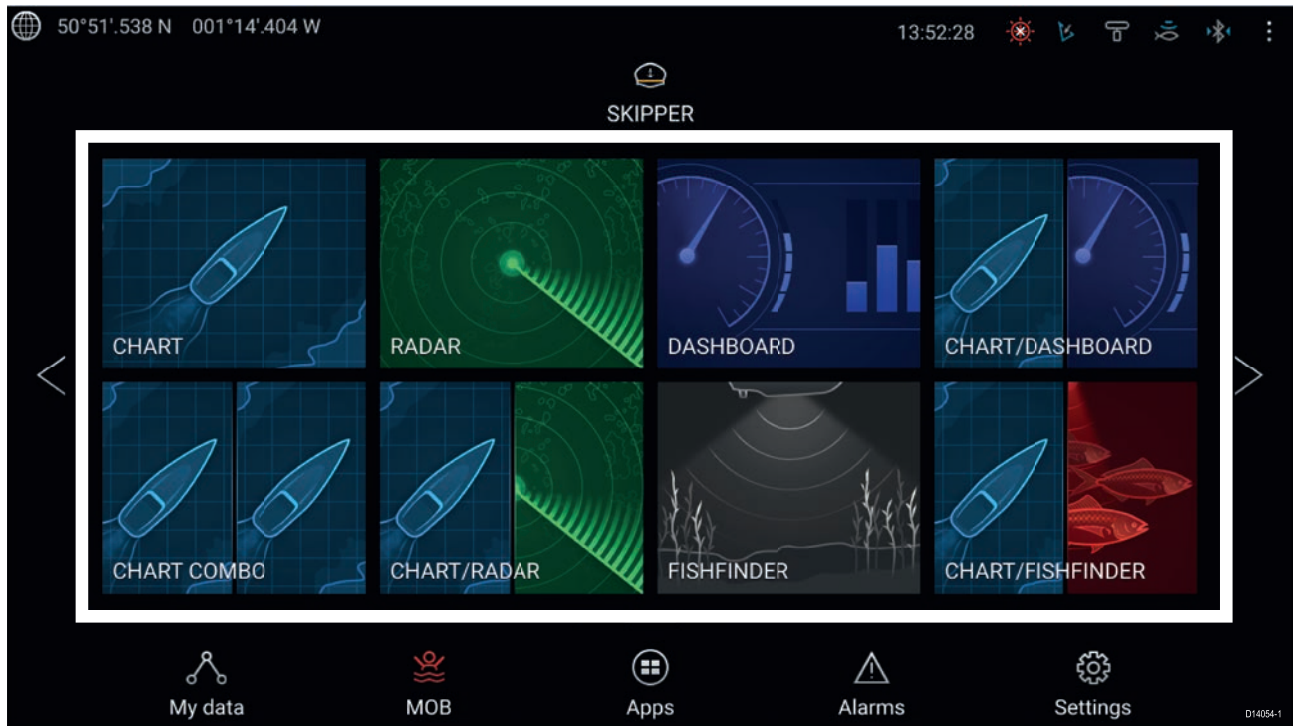 50°51'.538 N 001°14'.404 W
13:52:28
SKIPPER
CHART
RADAR
DASHBOARD
CHART/DASHBOARD
CHART COMBO
CHART/RADAR
FISHFINDER
CHART/FISHFINDER
My data
MOB
Apps
Alarms
Settings
D14054-1